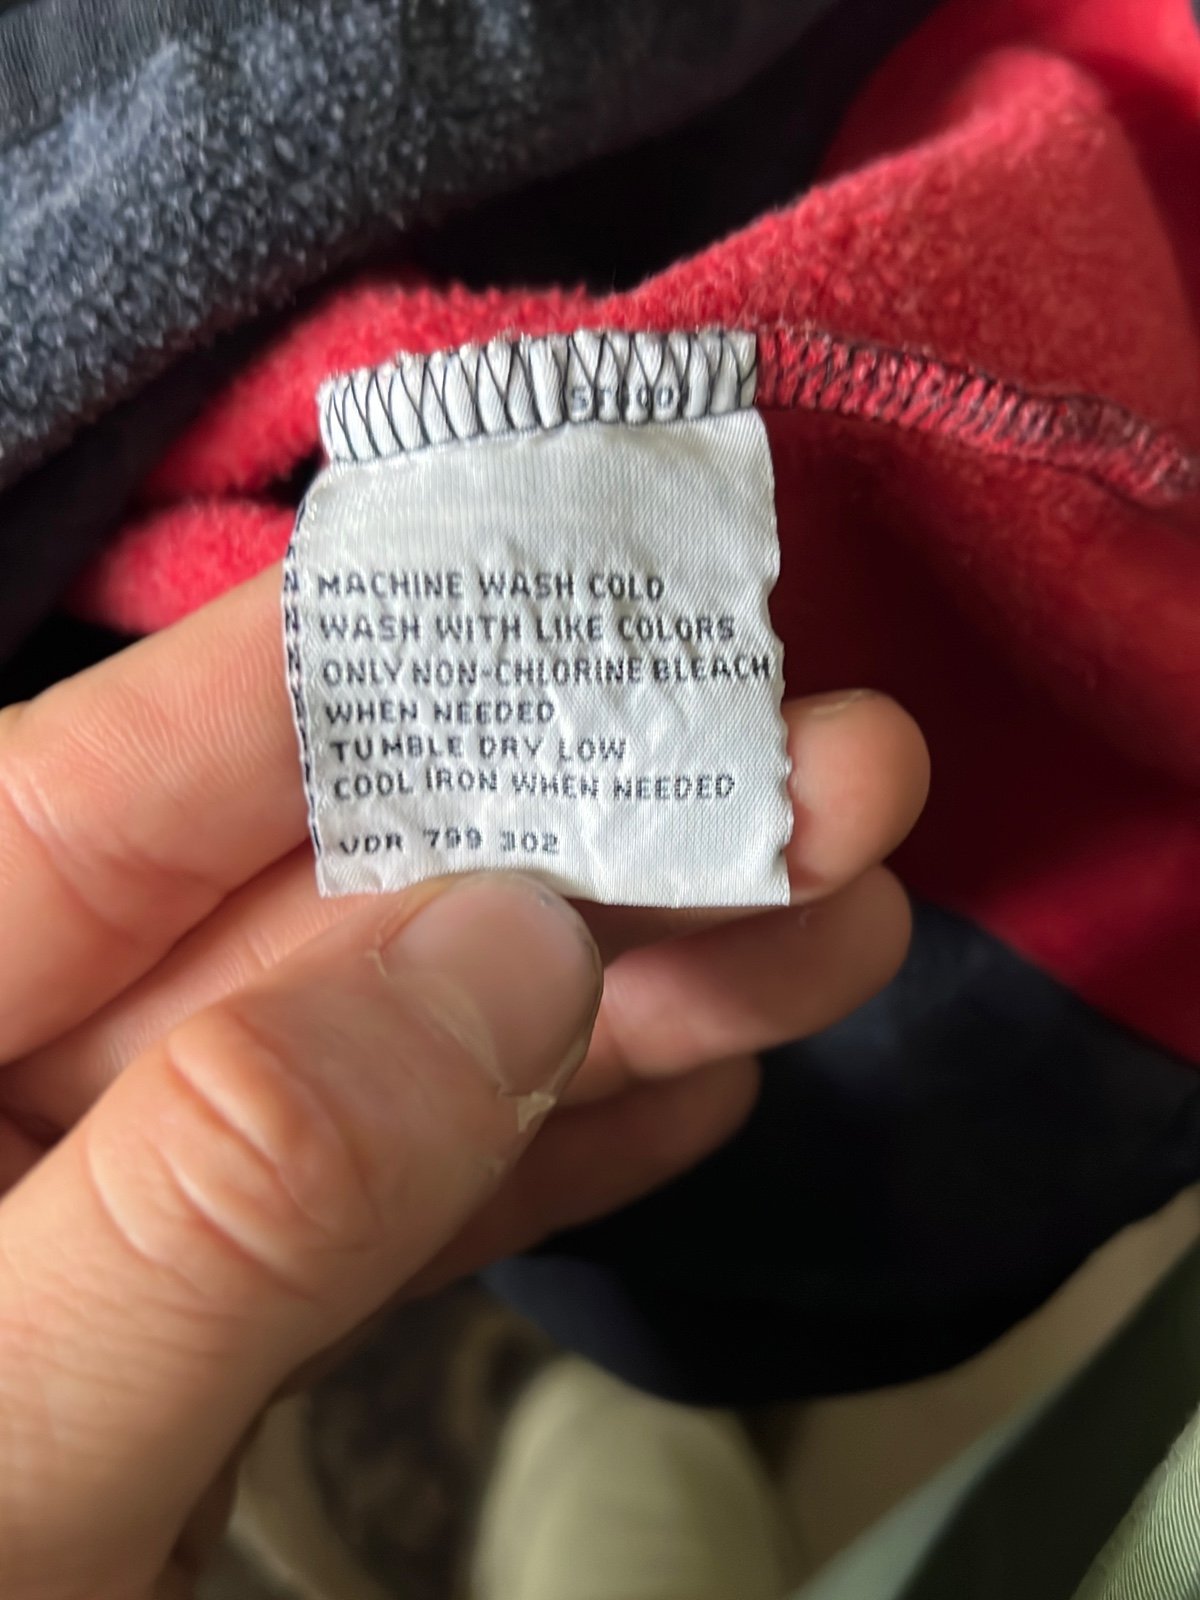 MACHINE WASH COLD
WASH WITH LIKE COLORS
ONLY NON-CHLORINE BLEACH
WHEN NEEDED
TUMBLE DRY LOW
COOL IRON WHEN NEEDED
VDR 799 302